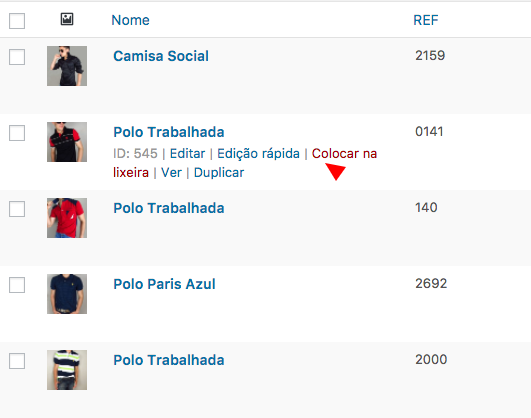 Nome REF
Camisa Social 2159
Polo Trabalhada 0141
ID: 545 | Editar | Edição rápida | Colocar na
lixeira | Ver | Duplicar
Polo Trabalhada 140
Polo Paris Azul 2692
Polo Trabalhada 2000